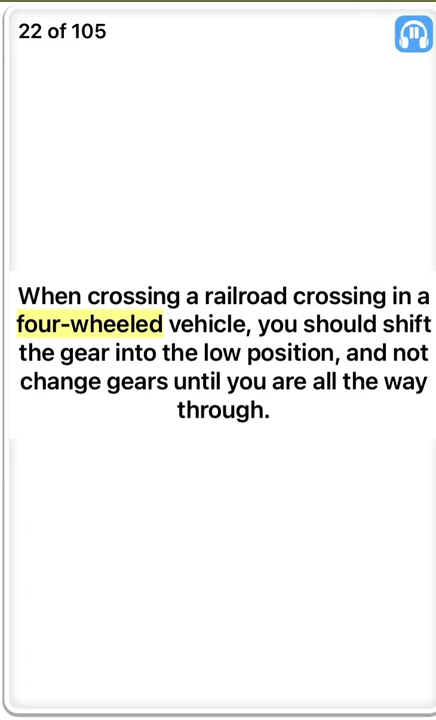 22 of 105
When crossing a railroad crossing in a
four-wheeled vehicle, you should shift
the gear into the low position, and not
change gears until you are all the way
through.